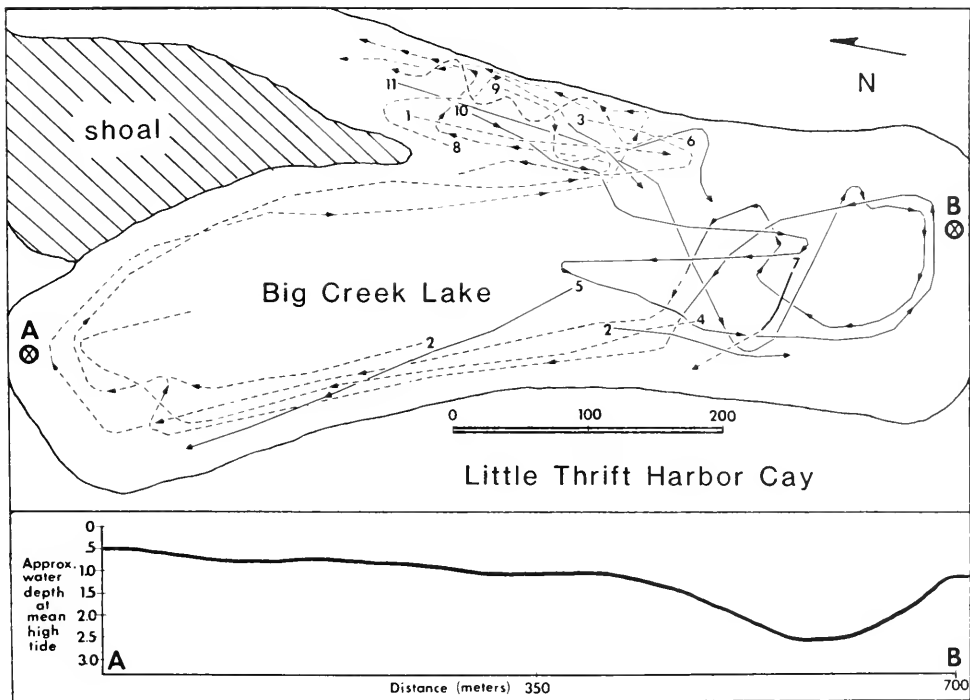 N
shoal
11
9
10
1
3
8
6
B
7
Big Creek Lake
5
A
2
2
4
0 100 200
Little Thrift Harbor Cay
0
.5
1.0
1.5
2.0
2.5
3.0
Approx.
water
depth
at
mean
high
tide
A
B
Distance (meters) 350
700